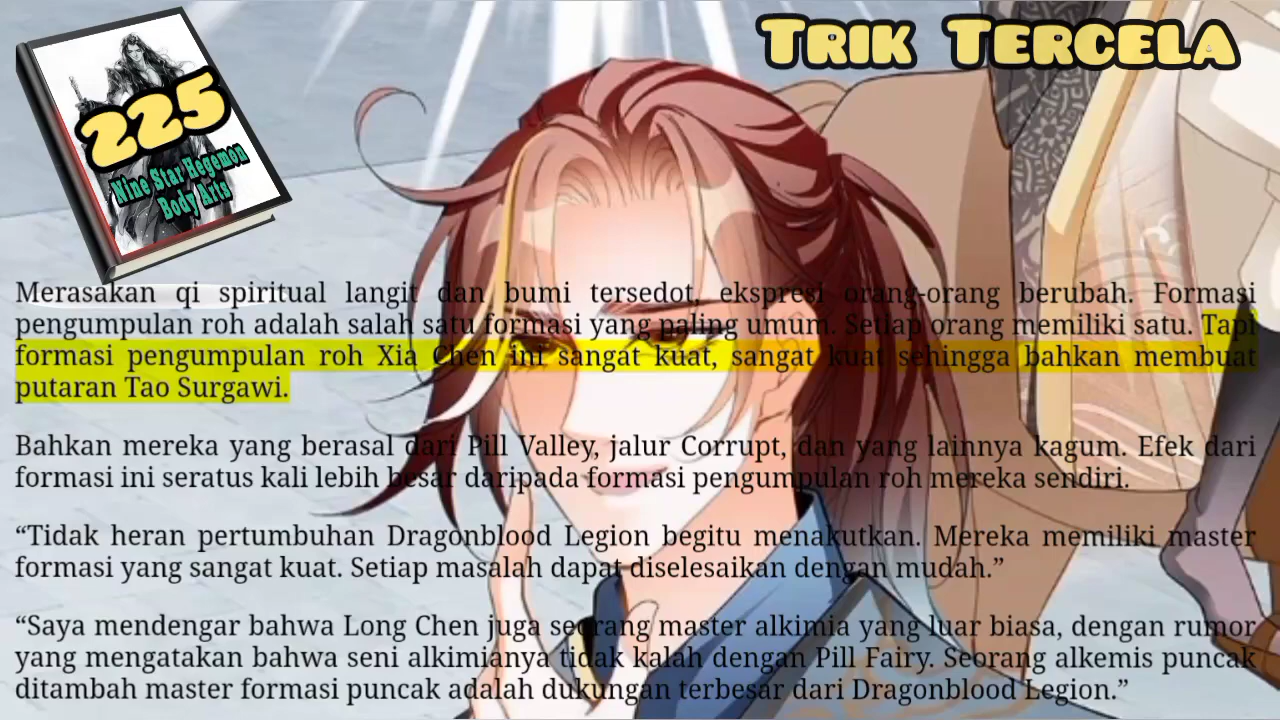 TRIK TERCELA
225
Nine Star Hegemon
Body Arts
Merasakan qi spiritual langit dan bumi tersedot, ekspresi orang-orang berubah. Formasi
pengumpulan roh adalah salah satu formasi yang paling umum. Setiap orang memiliki satu. Tapi
formasi pengumpulan roh Xia Chen ini sangat kuat, sangat kuat sehingga bahkan membuat
putaran Tao Surgawi.
Bahkan mereka yang berasal dari Pill Valley, jalur Corrupt, dan yang lainnya kagum. Efek dari
formasi ini seratus kali lebih besar daripada formasi pengumpulan roh mereka sendiri.
“Tidak heran pertumbuhan Dragonblood Legion begitu menakutkan. Mereka memiliki master
formasi yang sangat kuat. Setiap masalah dapat diselesaikan dengan mudah.”
“Saya mendengar bahwa Long Chen juga seorang master alkimia yang luar biasa, dengan rumor
yang mengatakan bahwa seni alkimianya tidak kalah dengan Pill Fairy. Seorang alkemis puncak
ditambah master formasi puncak adalah dukungan terbesar dari Dragonblood Legion.”